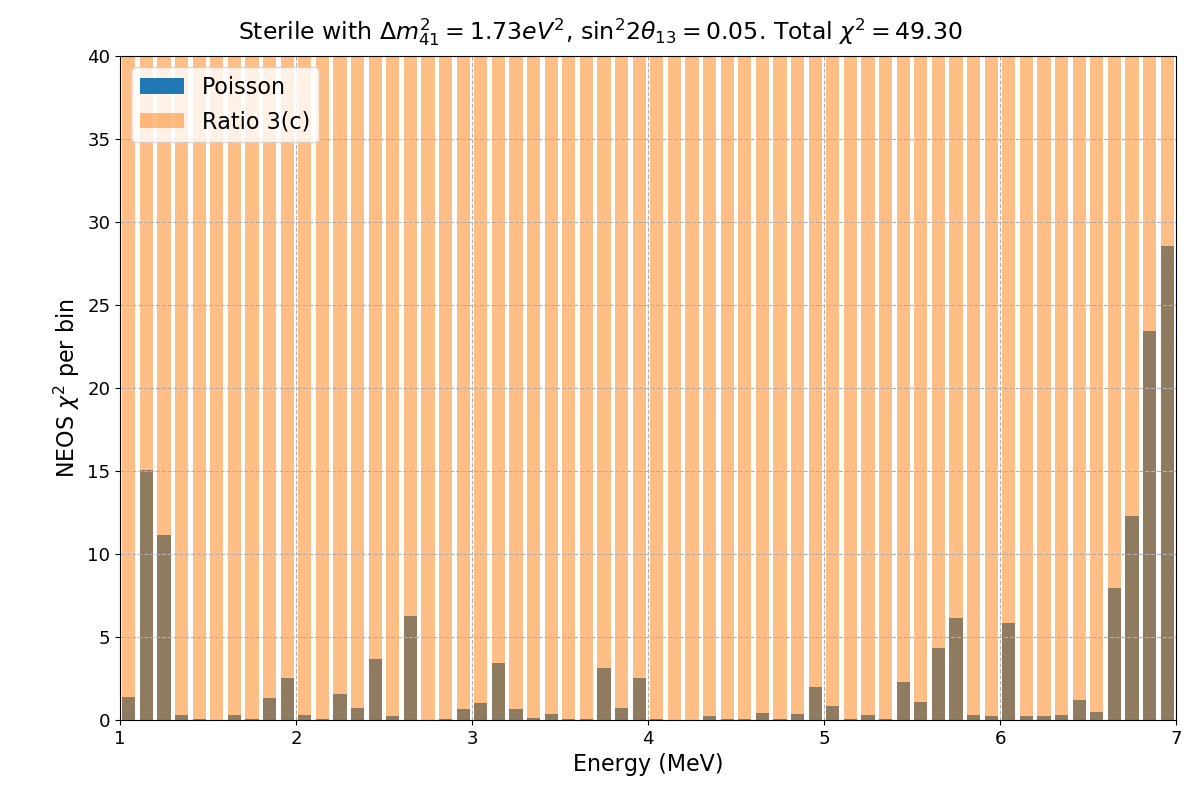 Sterile with Δm²₄₁ = 1.73eV², sin²2θ₁₃ = 0.05. Total χ² = 49.30
Poisson
Ratio 3(c)
40
35
30
25
20
15
10
5
0
NEOS χ² per bin
1 2 3 4 5 6 7
Energy (MeV)